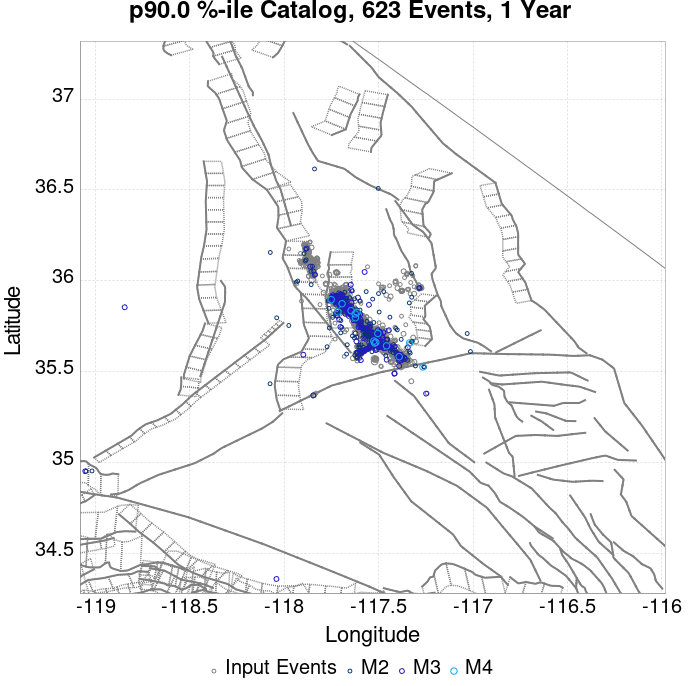 p90.0 %-ile Catalog, 623 Events, 1 Year
37
36.5
36
35.5
35
34.5
Latitude
-119
-118.5
-118
-117.5
-117
-116.5
-116
Longitude
Input Events
M2
M3
M4